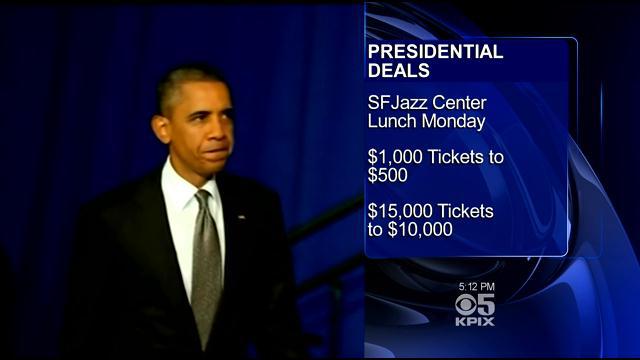 PRESIDENTIAL
DEALS
SFJazz Center
Lunch Monday
$1,000 Tickets to
$500
$15,000 Tickets
to $10,000
5:12 PM
5
KPIX